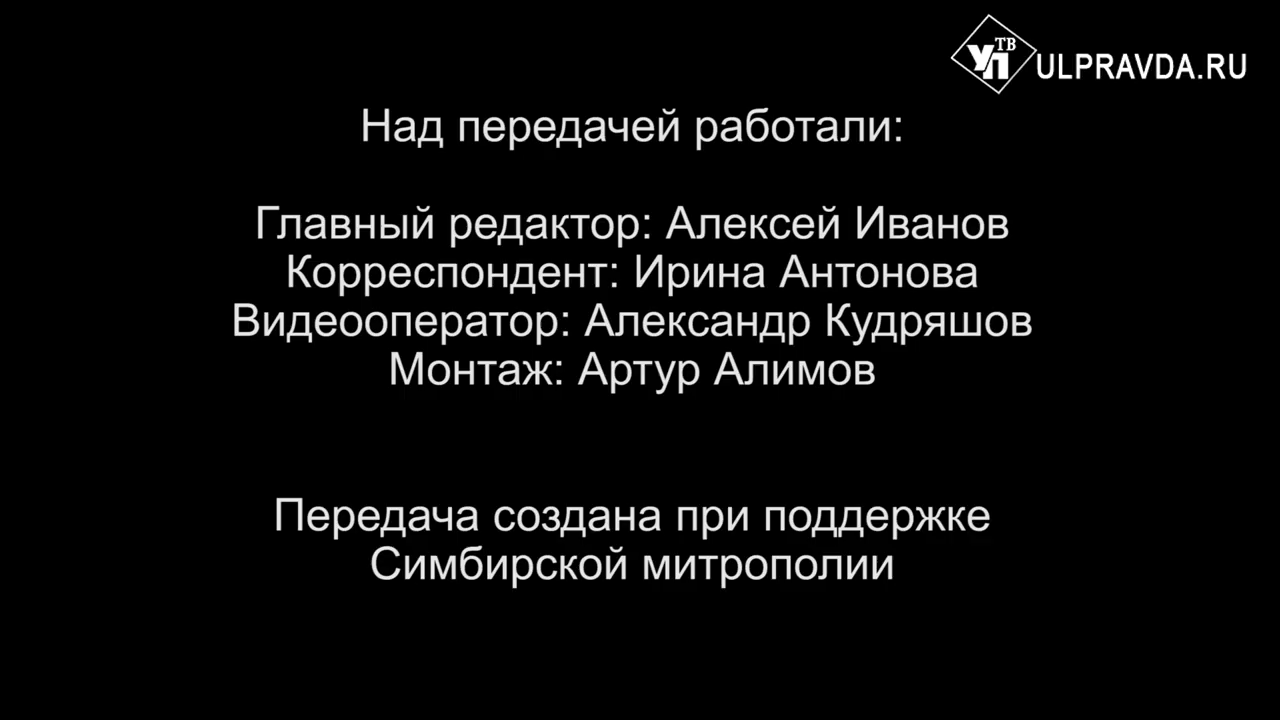 УП ТВ ULPRAVDA.RU
Над передачей работали:
Главный редактор: Алексей Иванов
Корреспондент: Ирина Антонова
Видеооператор: Александр Кудряшов
Монтаж: Артур Алимов
Передача создана при поддержке
Симбирской митрополии